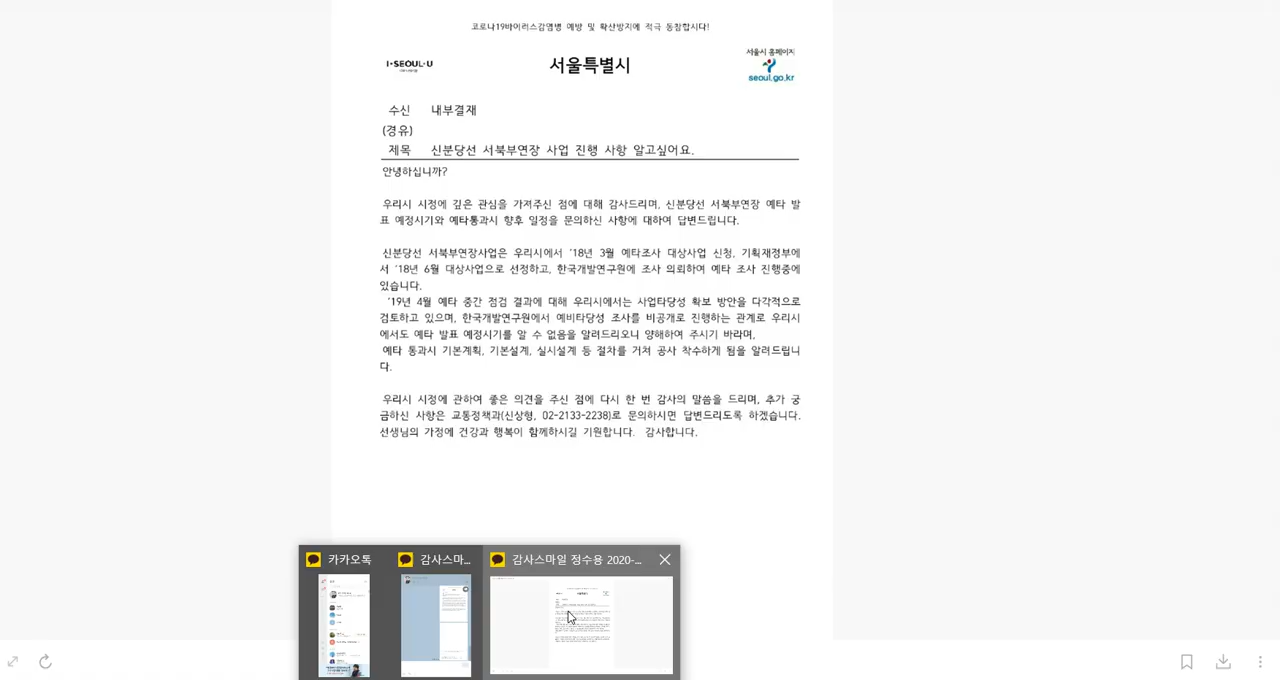 코로나19바이러스감염병 예방 및 확산방지에 적극 동참합시다!
I·SEOUL·U
서울특별시
서울시 홈페이지
seoul.go.kr
수신 내부결재
(경유)
제목 신분당선 서북부연장 사업 진행 사항 알고싶어요.
안녕하십니까?
우리시 시정에 깊은 관심을 가져주신 점에 대해 감사드리며, 신분당선 서북부연장 예타 발
표 예정시기와 예타통과시 향후 일정을 문의하신 사항에 대하여 답변드립니다.
신분당선 서북부연장사업은 우리시에서 '18년 3월 예타조사 대상사업 신청, 기획재정부에
서 '18년 6월 대상사업으로 선정하고, 한국개발연구원에 조사 의뢰하여 예타 조사 진행중에
있습니다.
'19년 4월 예타 중간 점검 결과에 대해 우리시에서는 사업타당성 확보 방안을 다각적으로
검토하고 있으며, 한국개발연구원에서 예비타당성 조사를 비공개로 진행하는 관계로 우리시
에서도 예타 발표 예정시기를 알 수 없음을 알려드리오니 양해하여 주시기 바라며,
예타 통과시 기본계획, 기본설계, 실시설계 등 절차를 거쳐 공사 착수하게 됨을 알려드립니
다.
우리시 시정에 관하여 좋은 의견을 주신 점에 다시 한 번 감사의 말씀을 드리며, 추가 궁
금하신 사항은 교통정책과(신상형, 02-2133-2238)로 문의하시면 답변드리도록 하겠습니다.
선생님의 가정에 건강과 행복이 함께하시길 기원합니다. 감사합니다.
카카오톡 감사스마... 감사스마일 정수용 2020-...